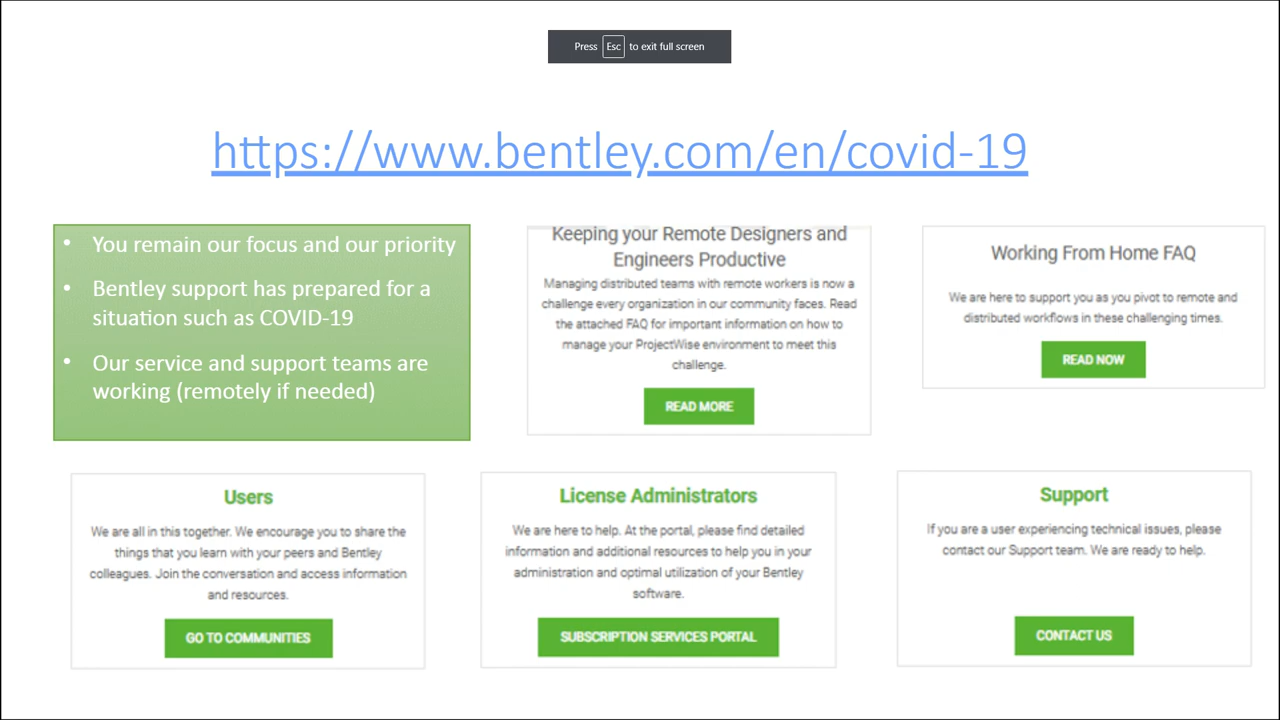 Press Esc to exit full screen
https://www.bentley.com/en/covid-19
• You remain our focus and our priority
• Bentley support has prepared for a
situation such as COVID-19
• Our service and support teams are
working (remotely if needed)
Keeping your Remote Designers and
Engineers Productive
Managing distributed teams with remote workers is now a
challenge every organization in our community faces. Read
the attached FAQ for important information on how to
manage your ProjectWise environment to meet this
challenge.
READ MORE
Working From Home FAQ
We are here to support you as you pivot to remote and
distributed workflows in these challenging times.
READ NOW
Users
We are all in this together. We encourage you to share the
things that you learn with your peers and Bentley
colleagues. Join the conversation and access information
and resources.
GO TO COMMUNITIES
License Administrators
We are here to help. At the portal, please find detailed
information and additional resources to help you in your
administration and optimal utilization of your Bentley
software.
SUBSCRIPTION SERVICES PORTAL
Support
If you are a user experiencing technical issues, please
contact our Support team. We are ready to help.
CONTACT US